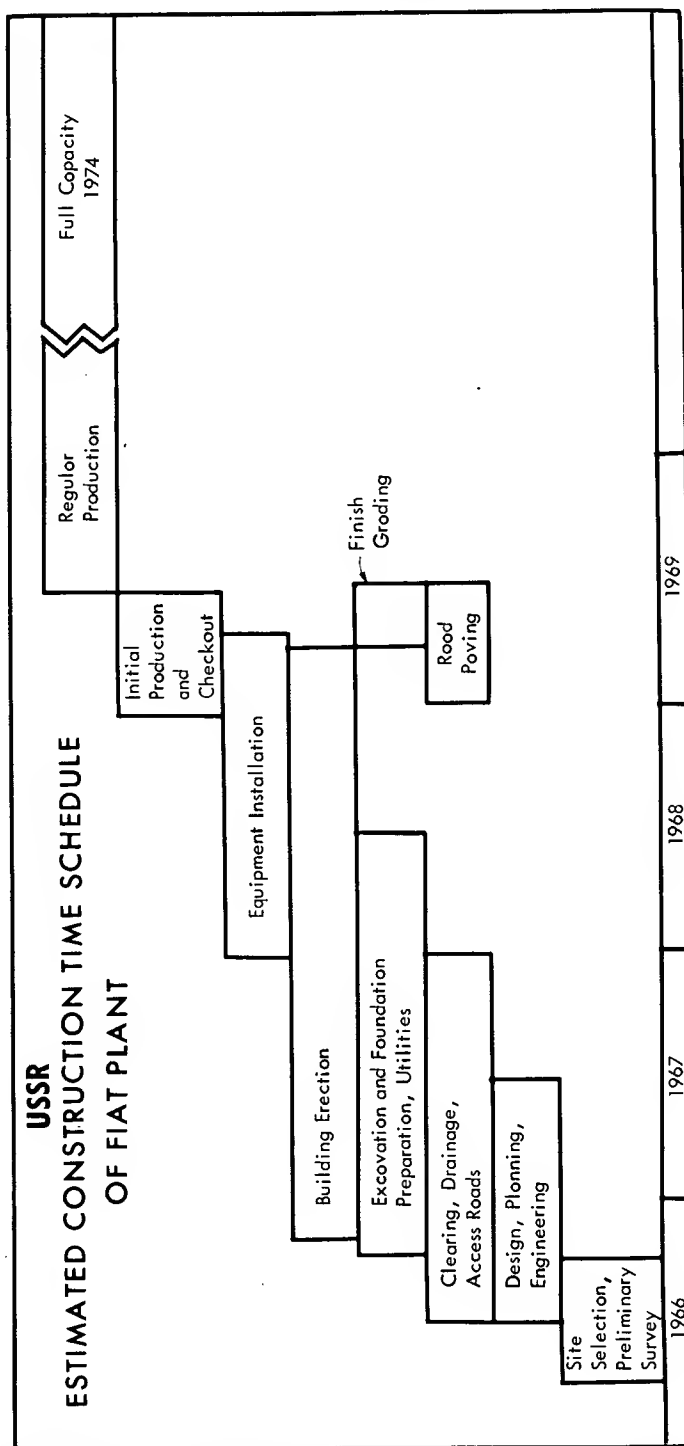 USSR
ESTIMATED CONSTRUCTION TIME SCHEDULE
OF FIAT PLANT
Full Capacity
1974
Regulor
Production
Initial
Production
and
Checkout
Equipment Installation
Building Erection
Finish
Groding
Excovation and Foundation
Preparation, Utilities
Rood
Poving
Clearing, Drainage,
Access Roads
Design, Plonning,
Engineering
Site
Selection,
Preliminary
Survey
1966
1967
1968
1969